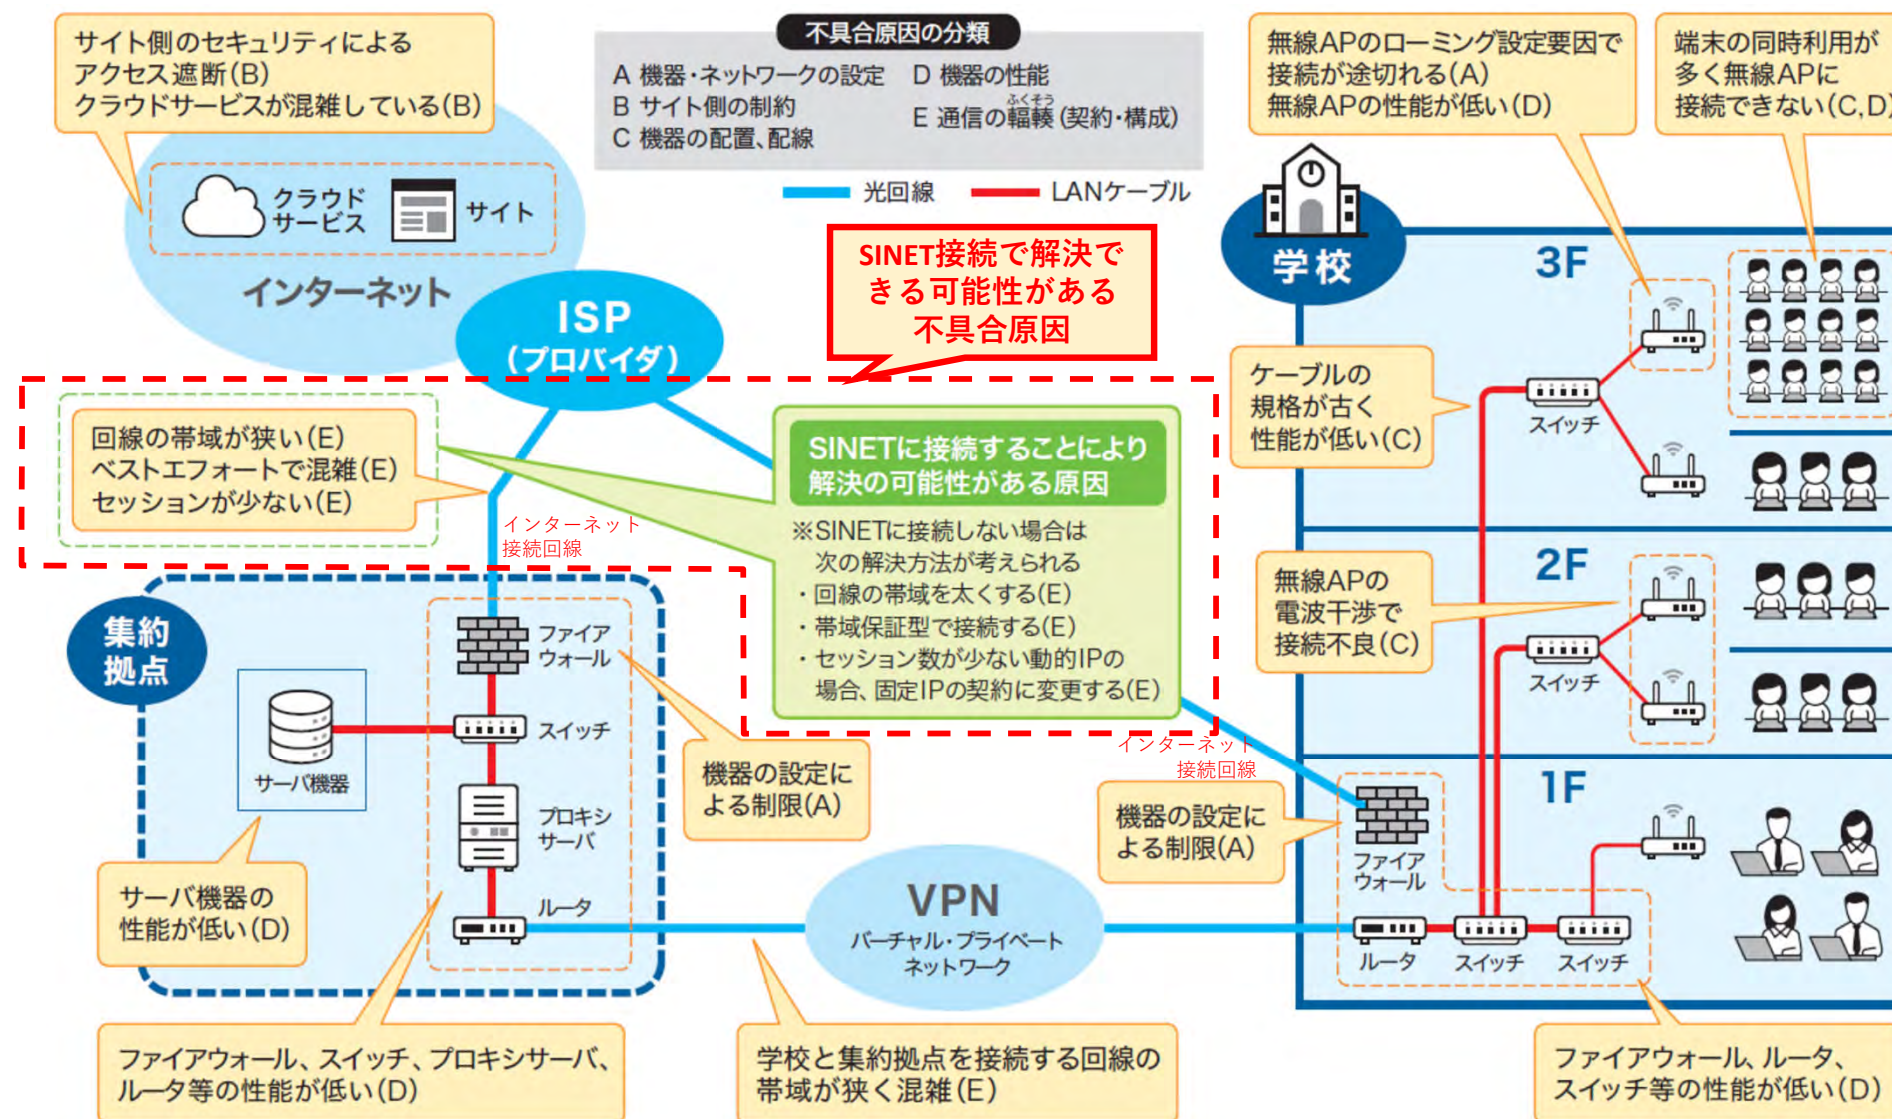 サイト側のセキュリティによる
アクセス遮断(B)
クラウドサービスが混雑している(B)
不具合原因の分類
A 機器・ネットワークの設定
B サイト側の制約
C 機器の配置、配線
D 機器の性能
ふくそう
E 通信の輻輳(契約・構成)
無線APのローミング設定要因で
接続が途切れる(A)
無線APの性能が低い(D)
端末の同時利用が
多く無線APに
接続できない(C,D)
光回線
LANケーブル
クラウド
サービス
サイト
インターネット
ISP
(プロバイダ)
SINET接続で解決で
きる可能性がある
不具合原因
学校
3F
ケーブルの
規格が古く
性能が低い(C)
スイッチ
回線の帯域が狭い(E)
ベストエフォートで混雑(E)
セッションが少ない(E)
インターネット
接続回線
SINETに接続することにより
解決の可能性がある原因
※SINETに接続しない場合は
次の解決方法が考えられる
・回線の帯域を太くする(E)
・帯域保証型で接続する(E)
・セッション数が少ない動的IPの
場合、固定IPの契約に変更する(E)
2F
無線APの
電波干渉で
接続不良(C)
スイッチ
集約
拠点
ファイア
ウォール
スイッチ
サーバ機器
プロキシ
サーバ
ルータ
機器の設定に
よる制限(A)
サーバ機器の
性能が低い(D)
インターネット
接続回線
機器の設定に
よる制限(A)
1F
ファイア
ウォール
ルータ
スイッチ
スイッチ
VPN
バーチャル・プライベート
ネットワーク
ファイアウォール、スイッチ、プロキシサーバ、
ルータ等の性能が低い(D)
学校と集約拠点を接続する回線の
帯域が狭く混雑(E)
ファイアウォール、ルータ、
スイッチ等の性能が低い(D)